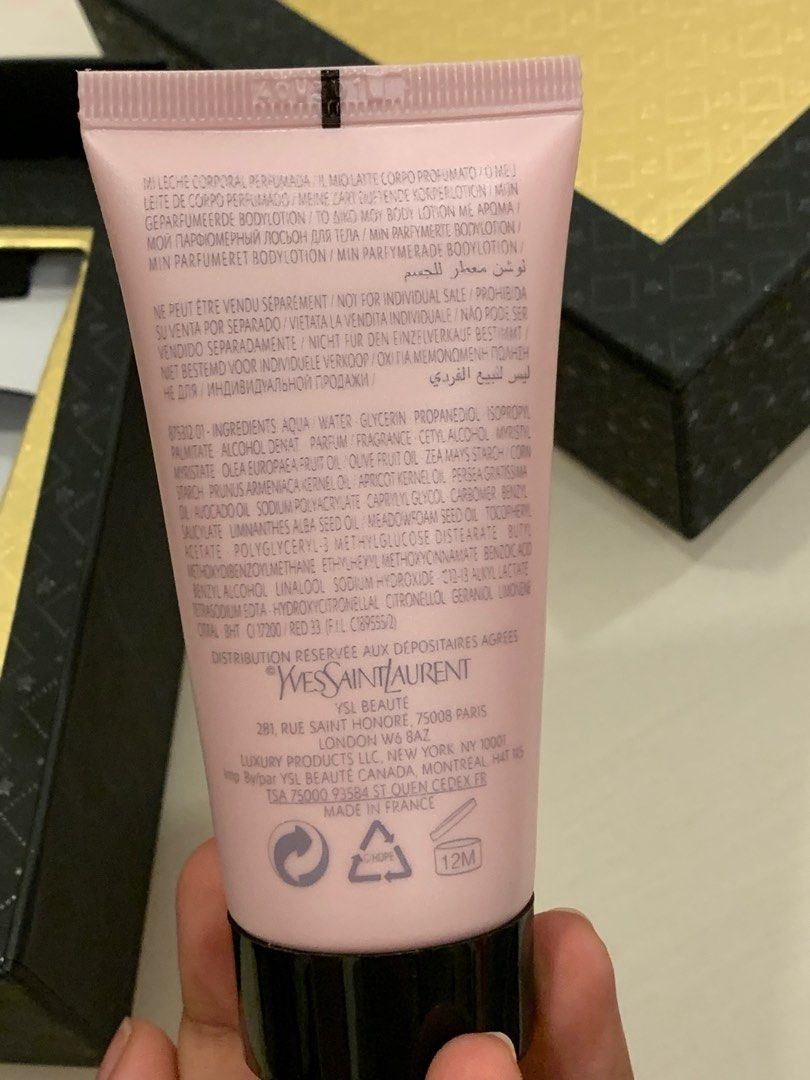 MI LECHE CORPORAL PERFUMADA / IL MIO LATTE CORPO PROFUMATO / O MEU
LEITE DE CORPO PERFUMADO / MEINE ZART DUFTENDE KÖRPERLOTION / MIJN
GEPARFUMEERDE BODYLOTION / TO ΔΙΚΟ ΜΟΥ BODY LOTION ΜΕ ΑΡΩΜΑ /
МОЙ ПАРФЮМЕРНЫЙ ЛОСЬОН ДЛЯ ТЕЛА / MIN PARFYMERTE BODYLOTION /
MIN PARFUMERET BODYLOTION / MIN PARFYMERADE BODYLOTION /
لوشن معطر للجسم
NE PEUT ÊTRE VENDU SÉPARÉMENT / NOT FOR INDIVIDUAL SALE / PROHIBIDA
SU VENTA POR SEPARADO / VIETATA LA VENDITA INDIVIDUALE / NÃO PODE SER
VENDIDO SEPARADAMENTE / NICHT FÜR DEN EINZELVERKAUF BESTIMMT /
NIET BESTEMD VOOR INDIVIDUELE VERKOOP / ΟΧΙ ΓΙΑ ΜΕΜΟΝΩΜΕΝΗ ΠΩΛΗΣΗ
НЕ ДЛЯ / ИНДИВИДУАЛЬНОЙ ПРОДАЖИ / ليس للبيع الفردي
875312 01 - INGREDIENTS: AQUA / WATER · GLYCERIN · PROPANEDIOL · ISOPROPYL
PALMITATE · ALCOHOL DENAT. · PARFUM / FRAGRANCE · CETYL ALCOHOL · MYRISTYL
MYRISTATE · OLEA EUROPAEA FRUIT OIL / OLIVE FRUIT OIL · ZEA MAYS STARCH / CORN
STARCH · PRUNUS ARMENIACA KERNEL OIL / APRICOT KERNEL OIL · PERSEA GRATISSIMA
OIL / AVOCADO OIL · SODIUM POLYACRYLATE · CAPRYLYL GLYCOL · CARBOMER · BENZYL
SALICYLATE · LIMNANTHES ALBA SEED OIL / MEADOWFOAM SEED OIL · TOCOPHERYL
ACETATE · POLYGLYCERYL-3 METHYLGLUCOSE DISTEARATE · BUTYL
METHOXYDIBENZOYLMETHANE · ETHYLHEXYL METHOXYCINNAMATE · BENZOIC ACID
BENZYL ALCOHOL · LINALOOL · SODIUM HYDROXIDE · C12-13 ALKYL LACTATE
TETRASODIUM EDTA · HYDROXYCITRONELLAL · CITRONELLOL · GERANIOL · LIMONENE
CITRAL · BHT · CI 17200 / RED 33 (F.I.L. C189555/2)
DISTRIBUTION RÉSERVÉE AUX DÉPOSITAIRES AGRÉÉS
©YVESSAINTLAURENT
YSL BEAUTÉ
281, RUE SAINT HONORÉ, 75008 PARIS
LONDON W6 8AZ
LUXURY PRODUCTS LLC, NEW YORK NY 10001
Imp By/par YSL BEAUTÉ CANADA, MONTRÉAL H4T 1N5
TSA 75000 93584 ST OUEN CEDEX FR
MADE IN FRANCE
C/HDPE
12M